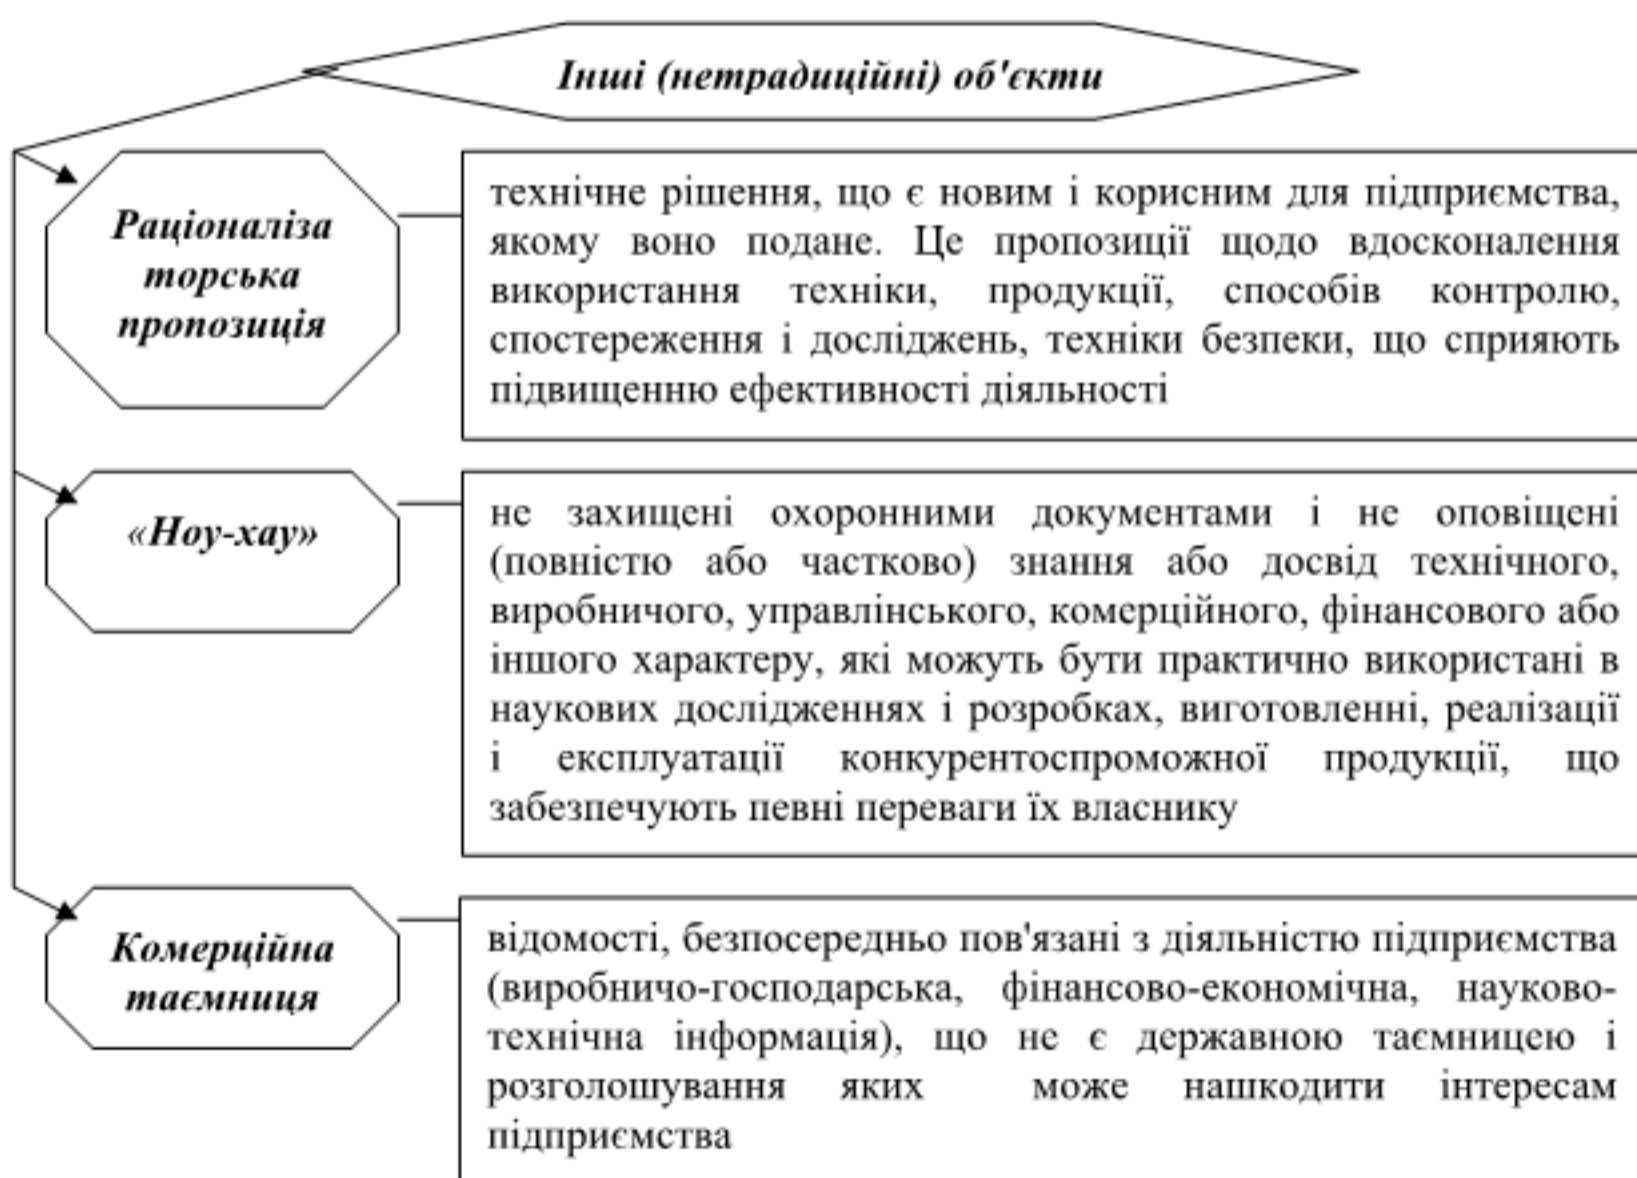 Інші (нетрадиційні) об'єкти
Раціоналіза
торська
пропозиція
технічне рішення, що є новим і корисним для підприємства,
якому воно подане. Це пропозиції щодо вдосконалення
використання техніки, продукції, способів контролю,
спостереження і досліджень, техніки безпеки, що сприяють
підвищенню ефективності діяльності
«Ноу-хау»
не захищені охоронними документами і не оповіщені
(повністю або частково) знання або досвід технічного,
виробничого, управлінського, комерційного, фінансового або
іншого характеру, які можуть бути практично використані в
наукових дослідженнях і розробках, виготовленні, реалізації
і експлуатації конкурентоспроможної продукції, що
забезпечують певні переваги їх власнику
Комерційна
таємниця
відомості, безпосередньо пов'язані з діяльністю підприємства
(виробничо-господарська, фінансово-економічна, науково-
технічна інформація), що не є державною таємницею і
розголошування яких може нашкодити інтересам
підприємства